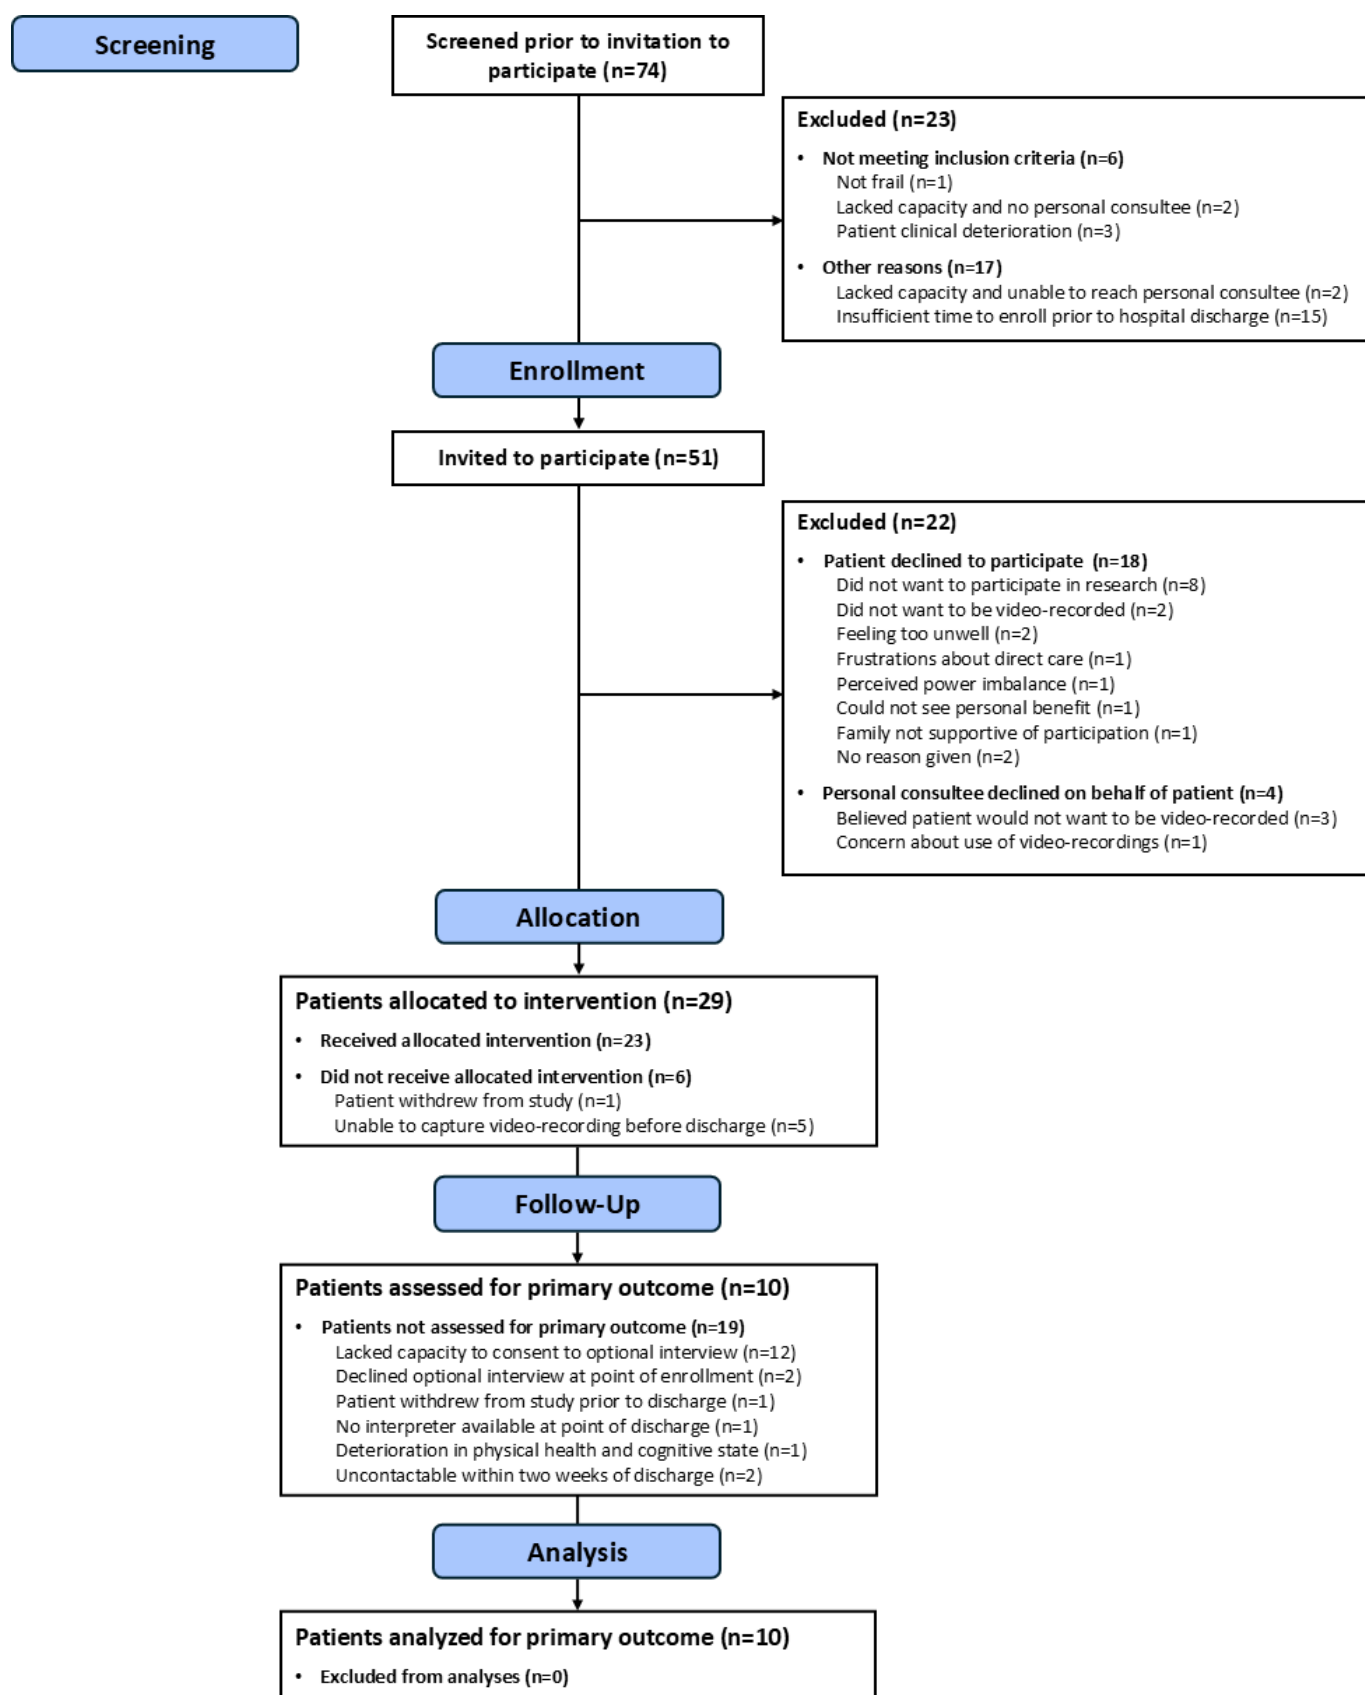 Screening
Screened prior to invitation to
participate (n=74)
Excluded (n=23)
• Not meeting inclusion criteria (n=6)
Not frail (n=1)
Lacked capacity and no personal consultee (n=2)
Patient clinical deterioration (n=3)
• Other reasons (n=17)
Lacked capacity and unable to reach personal consultee (n=2)
Insufficient time to enroll prior to hospital discharge (n=15)
Enrollment
Invited to participate (n=51)
Excluded (n=22)
• Patient declined to participate (n=18)
Did not want to participate in research (n=8)
Did not want to be video-recorded (n=2)
Feeling too unwell (n=2)
Frustrations about direct care (n=1)
Perceived power imbalance (n=1)
Could not see personal benefit (n=1)
Family not supportive of participation (n=1)
No reason given (n=2)
• Personal consultee declined on behalf of patient (n=4)
Believed patient would not want to be video-recorded (n=3)
Concern about use of video-recordings (n=1)
Allocation
Patients allocated to intervention (n=29)
• Received allocated intervention (n=23)
• Did not receive allocated intervention (n=6)
Patient withdrew from study (n=1)
Unable to capture video-recording before discharge (n=5)
Follow-Up
Patients assessed for primary outcome (n=10)
• Patients not assessed for primary outcome (n=19)
Lacked capacity to consent to optional interview (n=12)
Declined optional interview at point of enrollment (n=2)
Patient withdrew from study prior to discharge (n=1)
No interpreter available at point of discharge (n=1)
Deterioration in physical health and cognitive state (n=1)
Uncontactable within two weeks of discharge (n=2)
Analysis
Patients analyzed for primary outcome (n=10)
• Excluded from analyses (n=0)